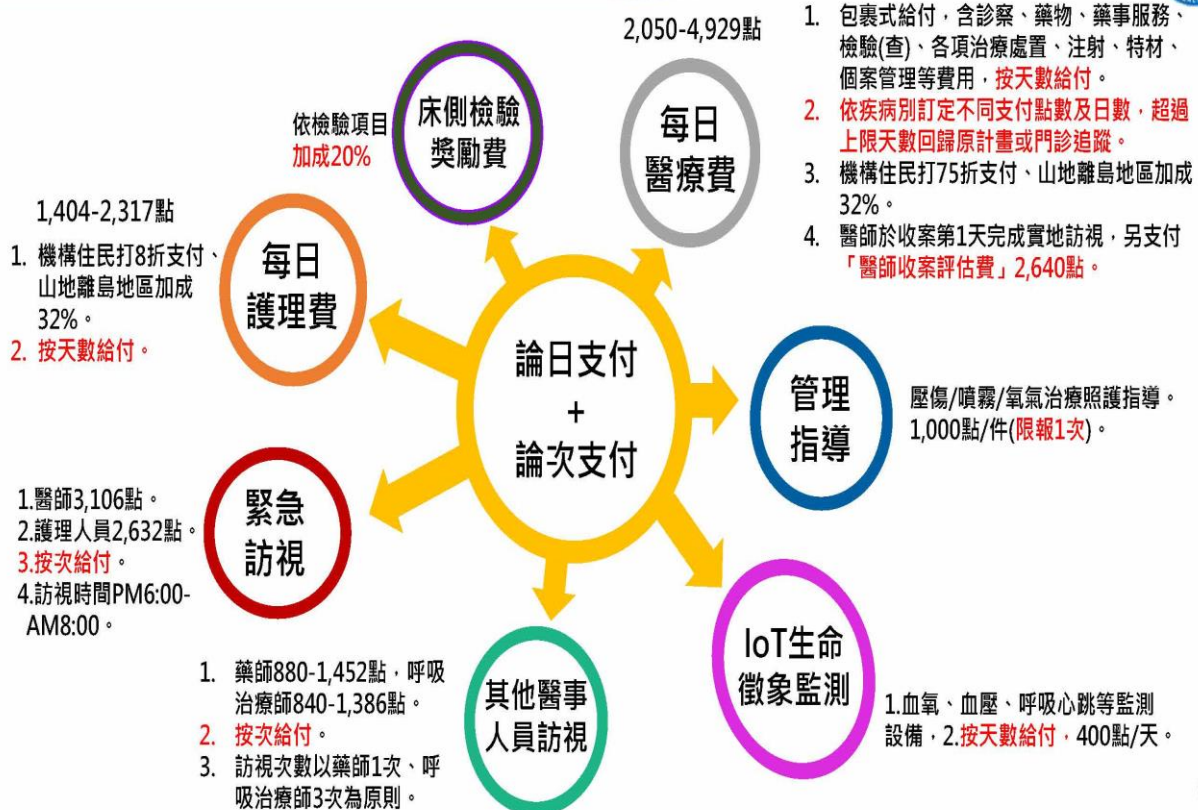 論日支付
+
論次支付
2,050-4,929點
每日
醫療費
1. 包裹式給付，含診察、藥物、藥事服務、
檢驗(查)、各項治療處置、注射、特材、
個案管理等費用，按天數給付。
2. 依疾病別訂定不同支付點數及日數，超過
上限天數回歸原計畫或門診追蹤。
3. 機構住民打75折支付、山地離島地區加成
32%。
4. 醫師於收案第1天完成實地訪視，另支付
「醫師收案評估費」2,640點。
管理
指導
壓傷/噴霧/氧氣治療照護指導。
1,000點/件(限報1次)。
IoT生命
徵象監測
1.血氧、血壓、呼吸心跳等監測
設備，2.按天數給付，400點/天。
其他醫事
人員訪視
1. 藥師880-1,452點，呼吸
治療師840-1,386點。
2. 按次給付。
3. 訪視次數以藥師1次、呼
吸治療師3次為原則。
緊急
訪視
1.醫師3,106點。
2.護理人員2,632點。
3.按次給付。
4.訪視時間PM6:00-
AM8:00。
每日
護理費
1,404-2,317點
1. 機構住民打8折支付、
山地離島地區加成
32%。
2. 按天數給付。
床側檢驗
獎勵費
依檢驗項目
加成20%